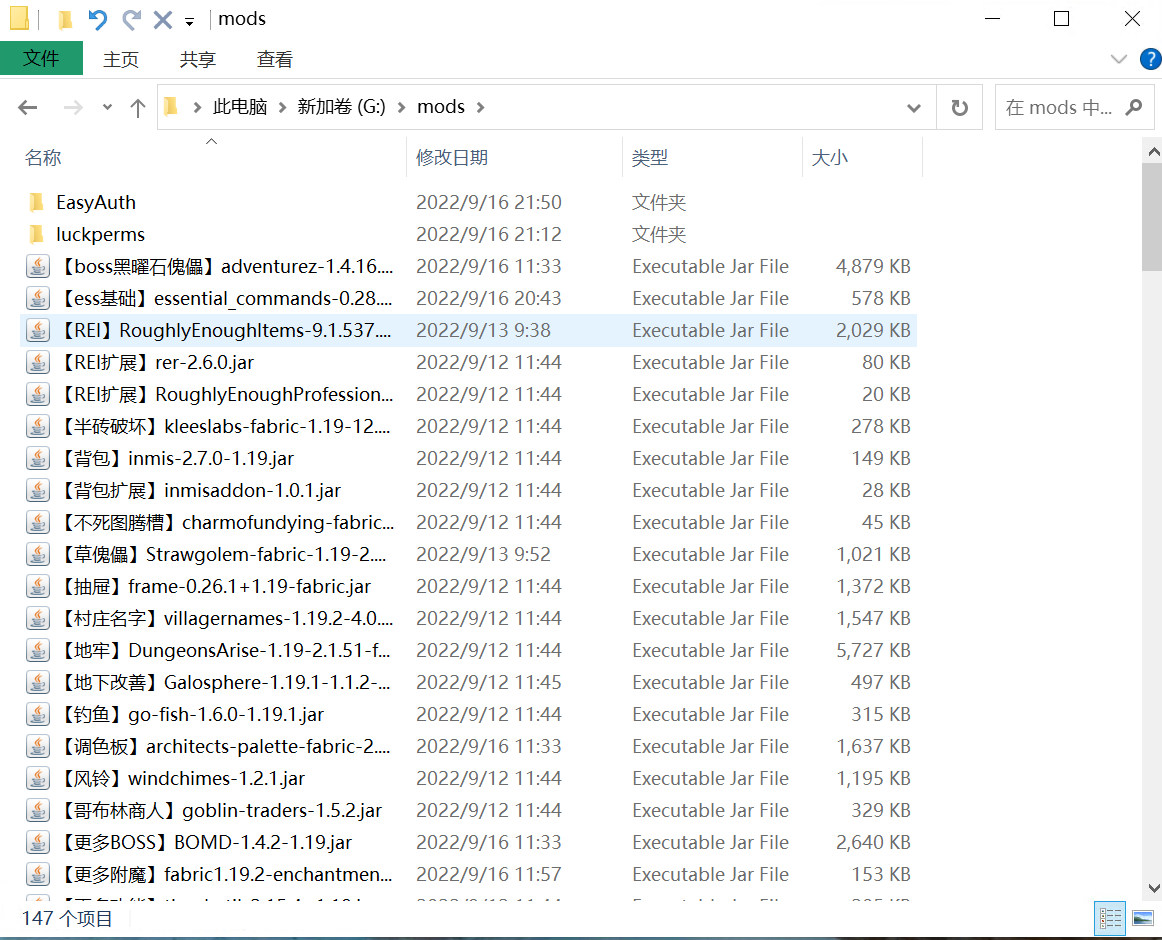 mods
文件 主页 共享 查看
此电脑 新加卷 (G:) mods 在 mods 中...
名称 修改日期 类型 大小
EasyAuth 2022/9/16 21:50 文件夹
luckperms 2022/9/16 21:12 文件夹
【boss黑曜石傀儡】adventurez-1.4.16.... 2022/9/16 11:33 Executable Jar File 4,879 KB
【ess基础】essential_commands-0.28.... 2022/9/16 20:43 Executable Jar File 578 KB
【REI】RoughlyEnoughItems-9.1.537.... 2022/9/13 9:38 Executable Jar File 2,029 KB
【REI扩展】rer-2.6.0.jar 2022/9/12 11:44 Executable Jar File 80 KB
【REI扩展】RoughlyEnoughProfession... 2022/9/12 11:44 Executable Jar File 20 KB
【半砖破坏】kleeslabs-fabric-1.19-12.... 2022/9/12 11:44 Executable Jar File 278 KB
【背包】inmis-2.7.0-1.19.jar 2022/9/12 11:44 Executable Jar File 149 KB
【背包扩展】inmisaddon-1.0.1.jar 2022/9/12 11:44 Executable Jar File 28 KB
【不死图腾槽】charmofundying-fabric... 2022/9/12 11:44 Executable Jar File 45 KB
【草傀儡】Strawgolem-fabric-1.19-2.... 2022/9/13 9:52 Executable Jar File 1,021 KB
【抽屉】frame-0.26.1+1.19-fabric.jar 2022/9/12 11:44 Executable Jar File 1,372 KB
【村庄名字】villagernames-1.19.2-4.0.... 2022/9/12 11:44 Executable Jar File 1,547 KB
【地牢】DungeonsArise-1.19-2.1.51-f... 2022/9/12 11:44 Executable Jar File 5,727 KB
【地下改善】Galosphere-1.19.1-1.1.2-... 2022/9/12 11:45 Executable Jar File 497 KB
【钓鱼】go-fish-1.6.0-1.19.1.jar 2022/9/12 11:44 Executable Jar File 315 KB
【调色板】architects-palette-fabric-2.... 2022/9/16 11:33 Executable Jar File 1,637 KB
【风铃】windchimes-1.2.1.jar 2022/9/12 11:44 Executable Jar File 1,195 KB
【哥布林商人】goblin-traders-1.5.2.jar 2022/9/12 11:44 Executable Jar File 329 KB
【更多BOSS】BOMD-1.4.2-1.19.jar 2022/9/16 11:33 Executable Jar File 2,640 KB
【更多附魔】fabric1.19.2-enchantmen... 2022/9/16 11:57 Executable Jar File 153 KB
147 个项目